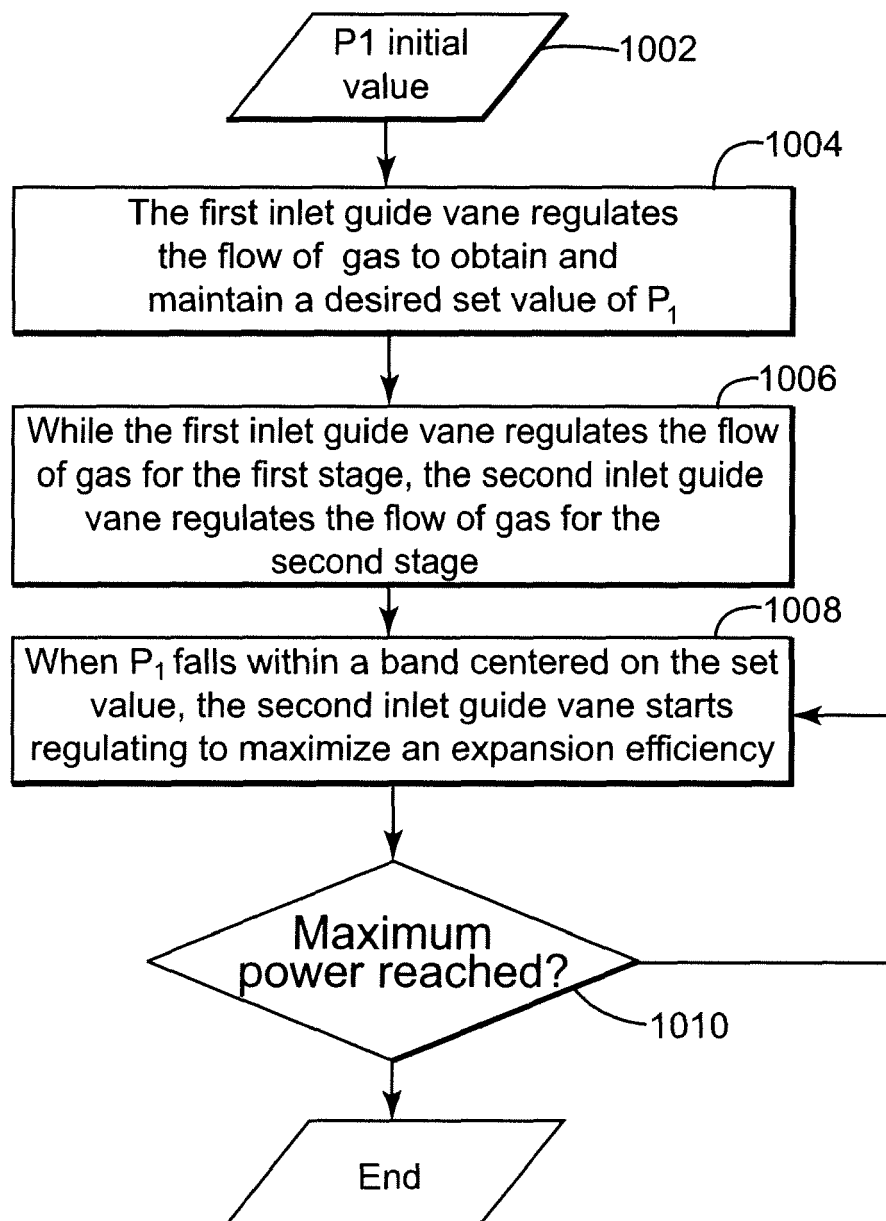 P1 initial
value
1002
1004
The first inlet guide vane regulates
the flow of gas to obtain and
maintain a desired set value of P₁
1006
While the first inlet guide vane regulates the flow
of gas for the first stage, the second inlet guide
vane regulates the flow of gas for the
second stage
1008
When P₁ falls within a band centered on the set
value, the second inlet guide vane starts
regulating to maximize an expansion efficiency
Maximum
power reached?
1010
End